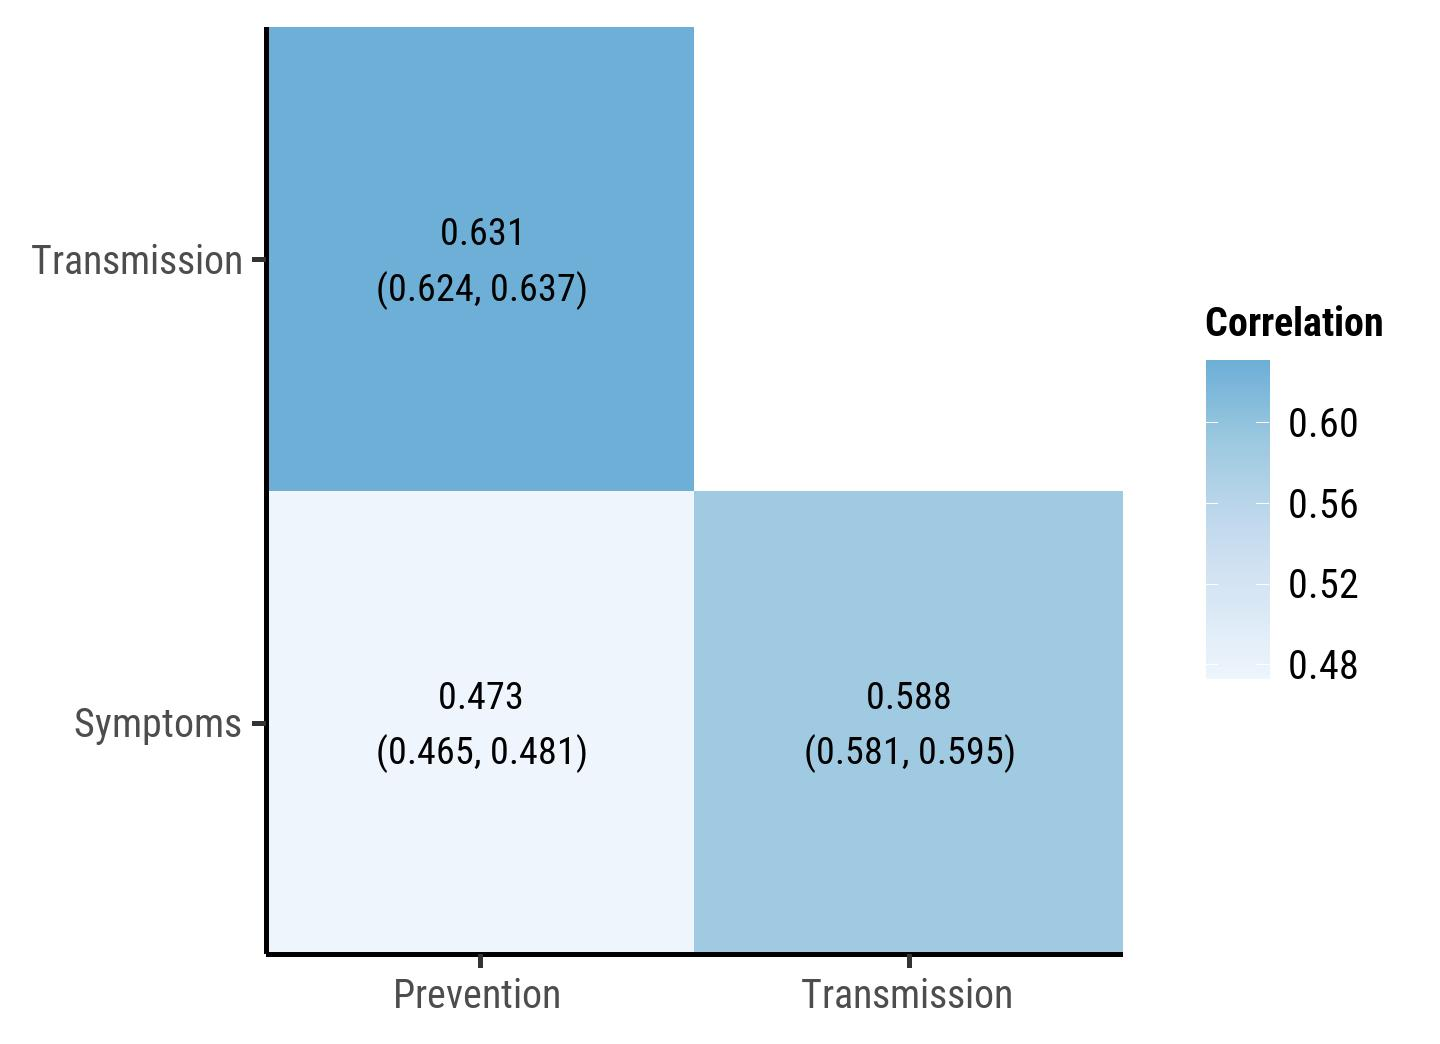 0.631
(0.624, 0.637)
Transmission
Correlation
0.60
0.56
0.52
0.48
0.473
(0.465, 0.481)
0.588
(0.581, 0.595)
Symptoms
Prevention
Transmission